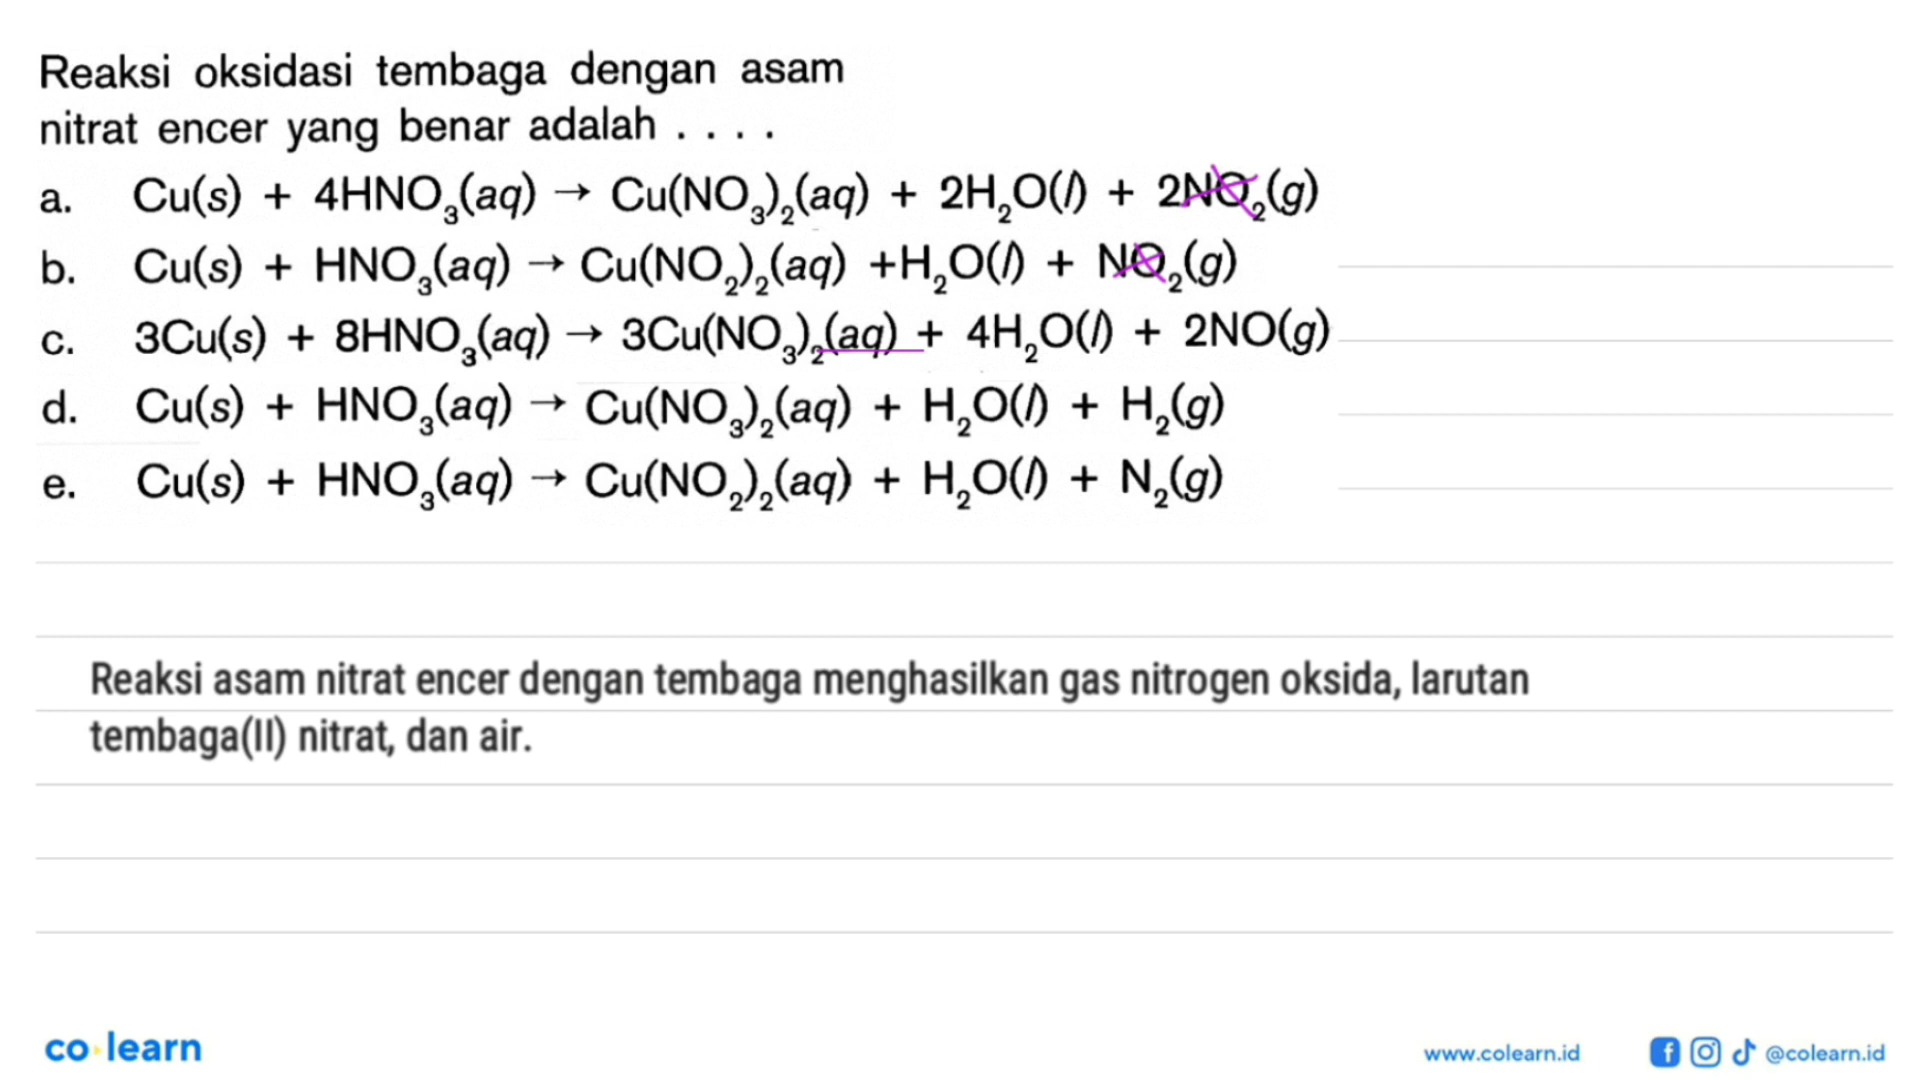 Reaksi oksidasi tembaga dengan asam
nitrat encer yang benar adalah . . . .
a. Cu(s) + 4HNO₃(aq) → Cu(NO₃)₂(aq) + 2H₂O(l) + 2NO₂(g)
b. Cu(s) + HNO₃(aq) → Cu(NO₂)₂(aq) +H₂O(l) + NO₂(g)
c. 3Cu(s) + 8HNO₃(aq) → 3Cu(NO₃)₂(aq) + 4H₂O(l) + 2NO(g)
d. Cu(s) + HNO₃(aq) → Cu(NO₃)₂(aq) + H₂O(l) + H₂(g)
e. Cu(s) + HNO₃(aq) → Cu(NO₂)₂(aq) + H₂O(l) + N₂(g)
Reaksi asam nitrat encer dengan tembaga menghasilkan gas nitrogen oksida, larutan
tembaga(II) nitrat, dan air.
co learn www.colearn.id @colearn.id